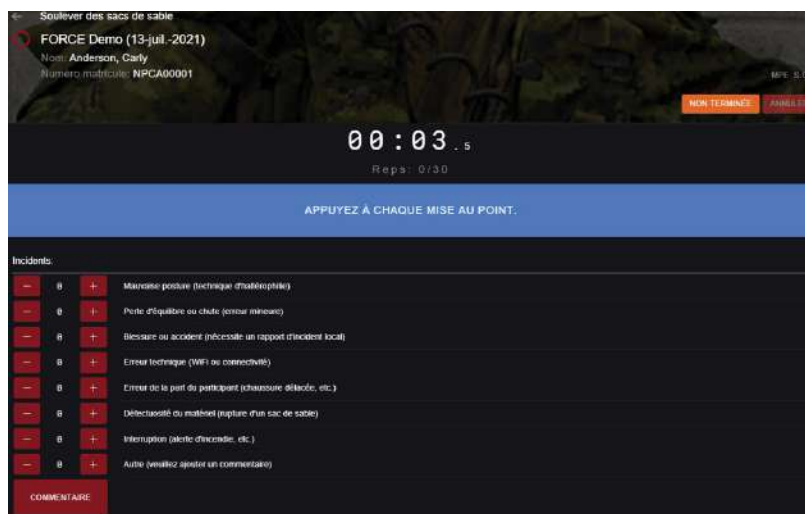 ← Soulever des sacs de sable
FORCE Demo (13-juil.-2021)
Nom: Anderson, Carly
Numéro matricule: NPCA00001
NON TERMINÉE ANNULER
00:03.5
Reps: 0/30
APPUYEZ À CHAQUE MISE AU POINT.
Incidents:
− 0 + Mauvaise posture (technique d'haltérophilie)
− 0 + Perte d'équilibre ou chute (erreur mineure)
− 0 + Blessure ou accident (nécessite un rapport d'incident local)
− 0 + Erreur technique (WiFi ou connectivité)
− 0 + Erreur de la part du participant (chaussure délacée, etc.)
− 0 + Défectuosité du matériel (rupture d'un sac de sable)
− 0 + Interruption (alerte d'incendie, etc.)
− 0 + Autre (veuillez ajouter un commentaire)
COMMENTAIRE